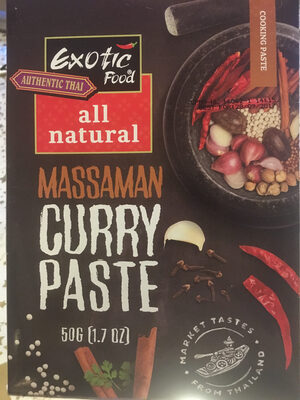 COOKING PASTE
Exotic
Food
AUTHENTIC THAI
all
natural
MASSAMAN
CURRY
PASTE
50G (1.7 OZ)
MARKET TASTES
FROM THAILAND